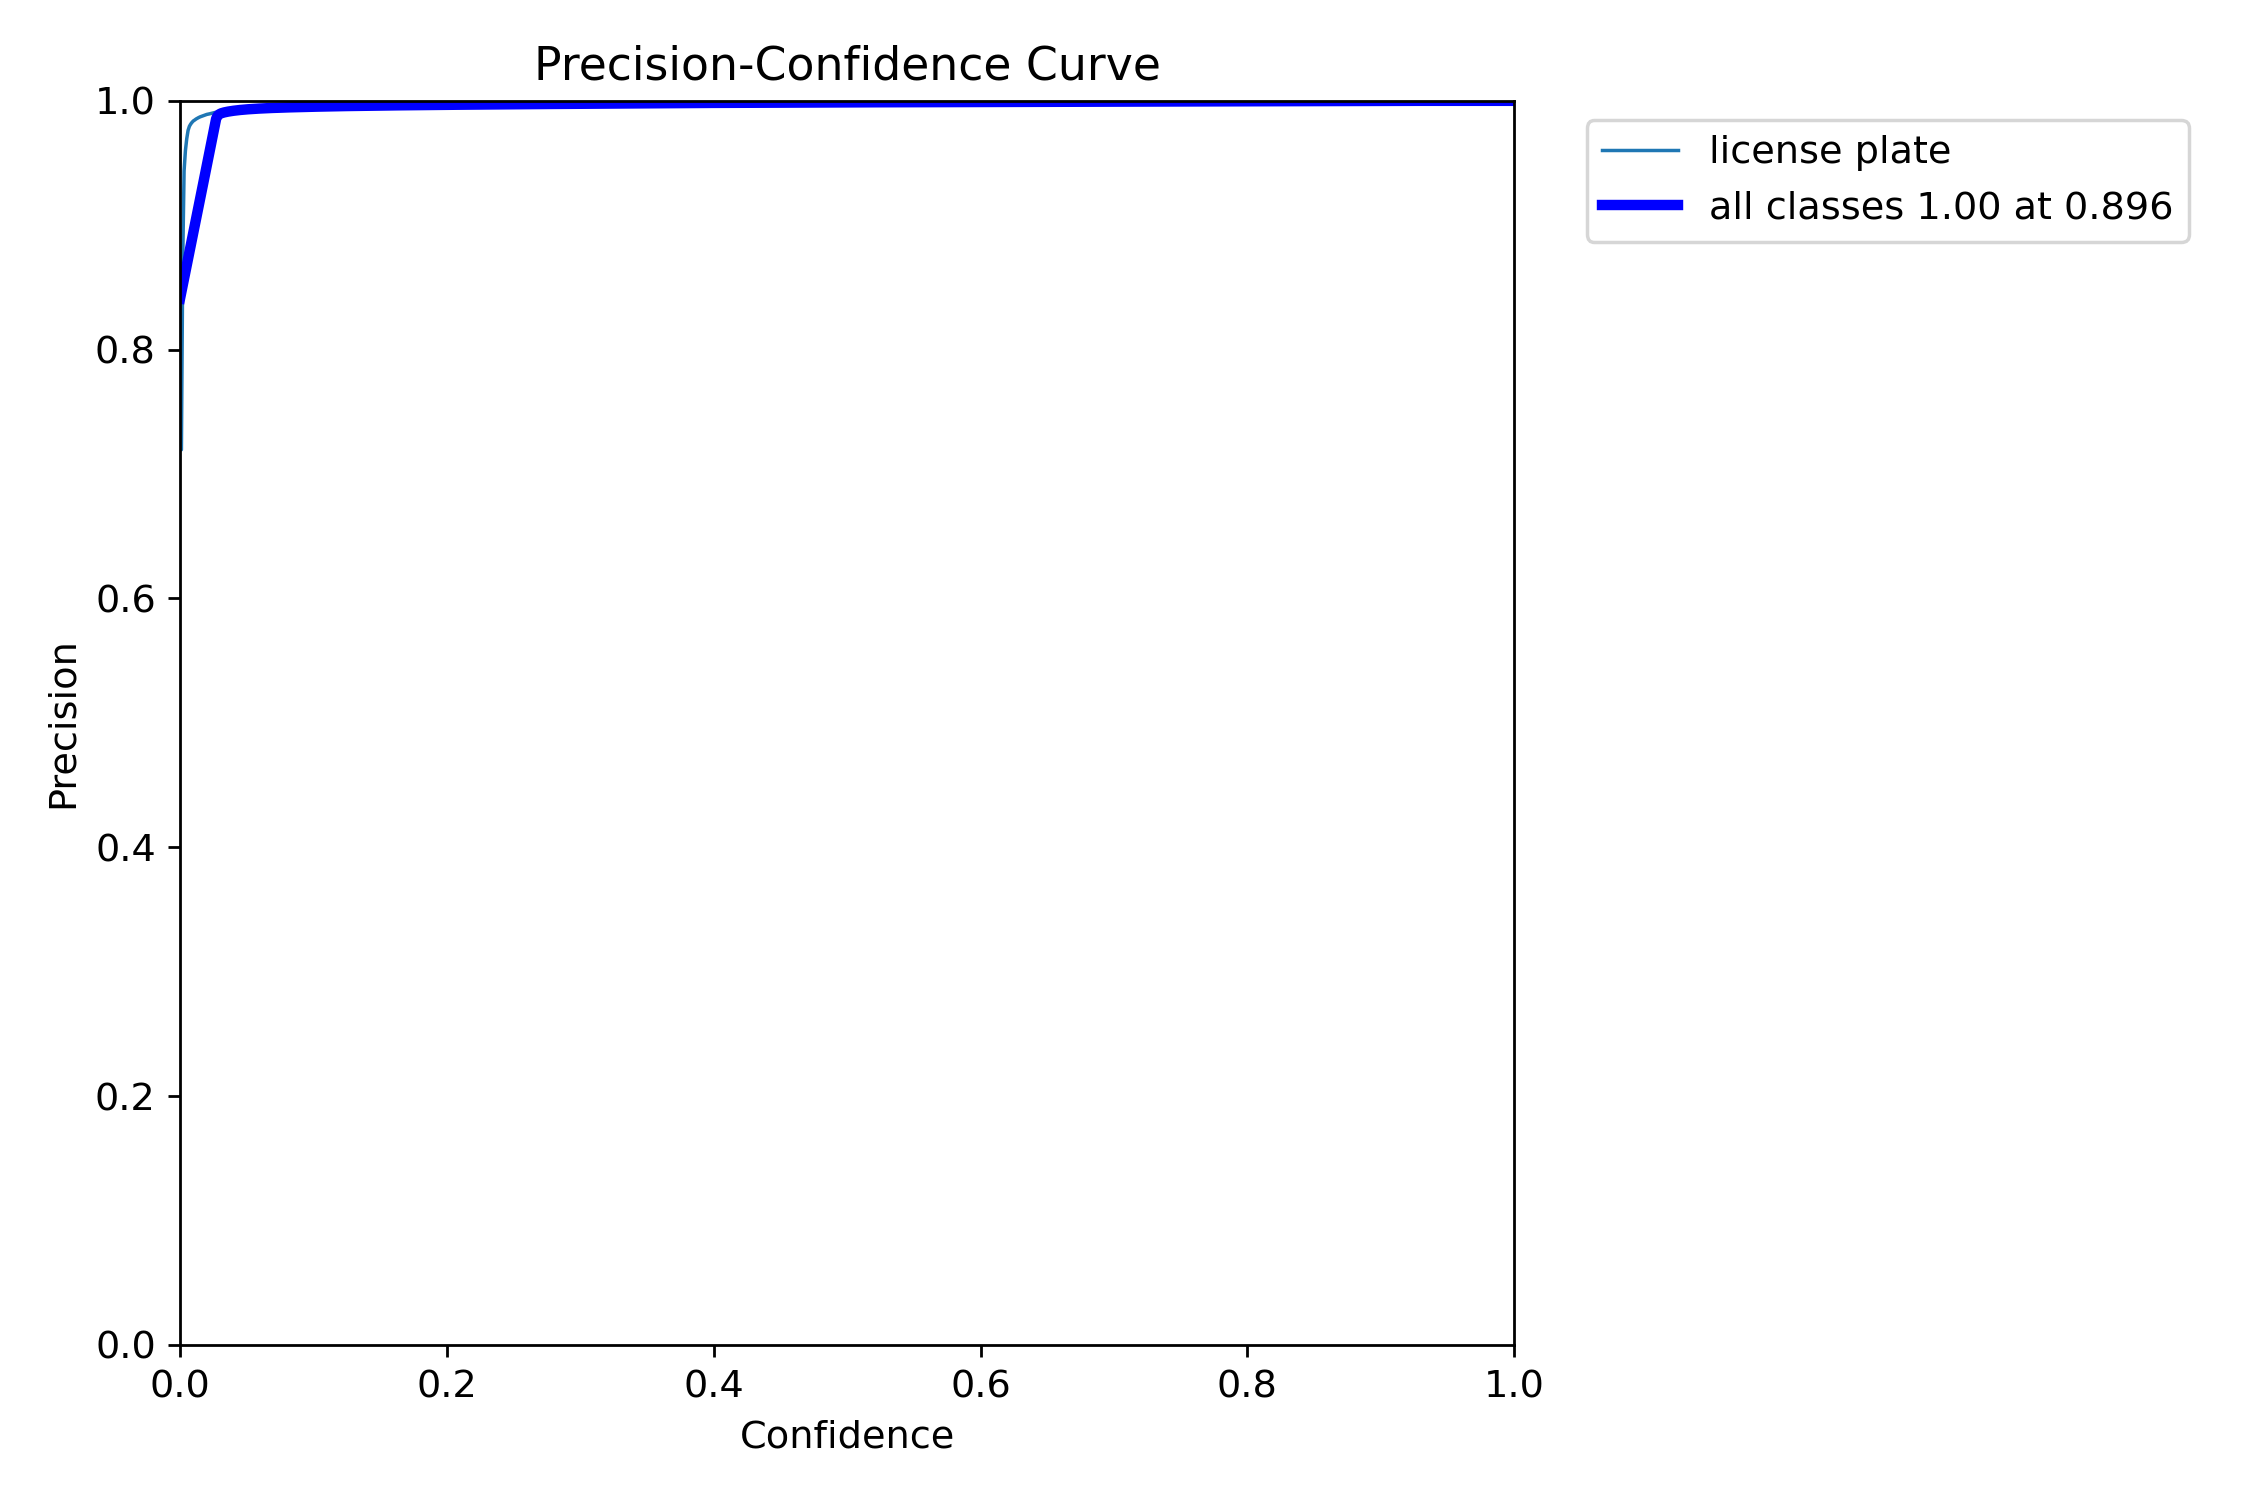 Precision-Confidence Curve
1.0
0.8
0.6
0.4
0.2
0.0
Precision
0.0 0.2 0.4 0.6 0.8 1.0
Confidence
license plate
all classes 1.00 at 0.896